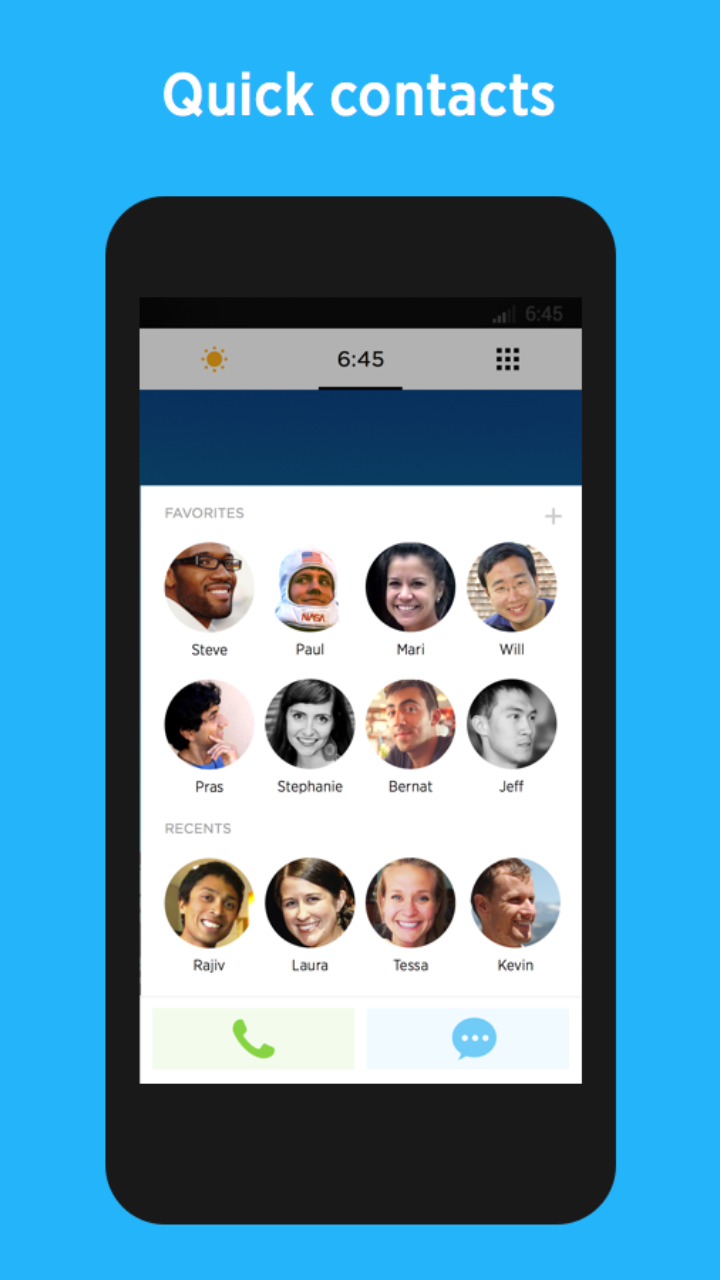 Quick contacts
6:45
6:45
FAVORITES
NASA
Steve Paul Mari Will
Pras Stephanie Bernat Jeff
RECENTS
Rajiv Laura Tessa Kevin